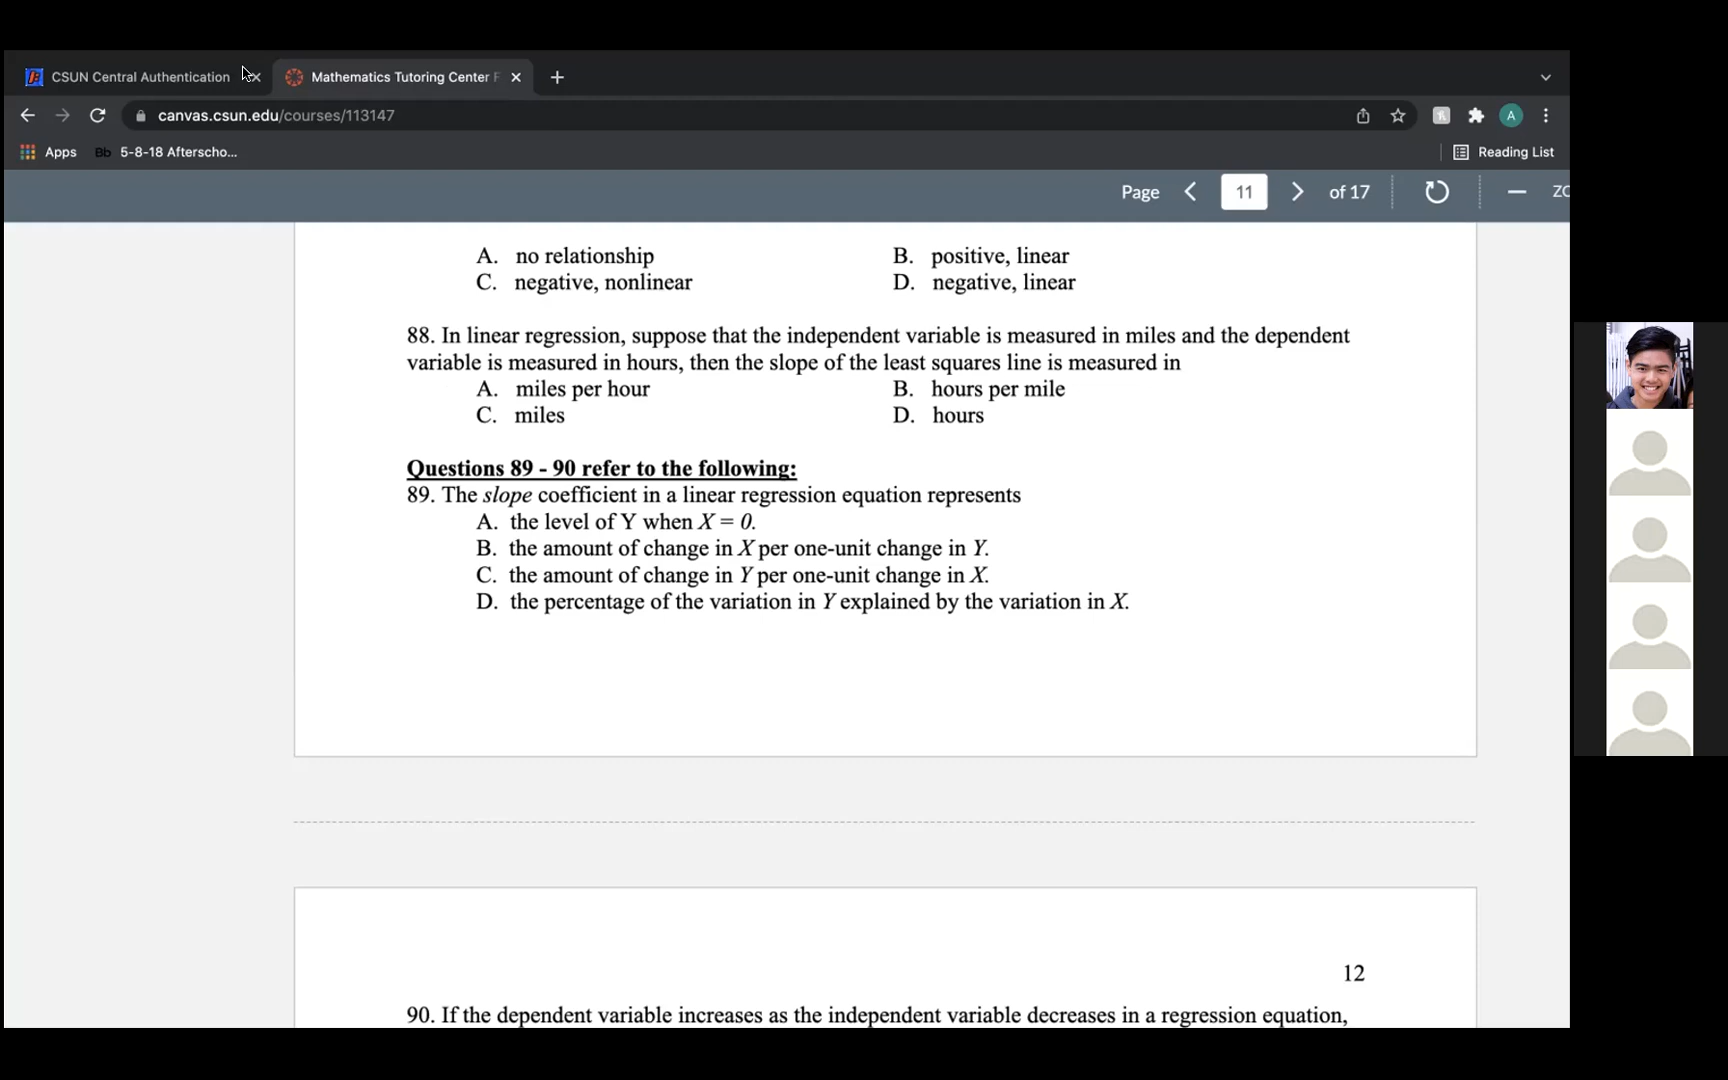 CSUN Central Authentication
Mathematics Tutoring Center F
canvas.csun.edu/courses/113147
A
Apps
Bb 5-8-18 Afterscho...
Reading List
Page 11 of 17
ZO
A. no relationship
B. positive, linear
C. negative, nonlinear
D. negative, linear
88. In linear regression, suppose that the independent variable is measured in miles and the dependent
variable is measured in hours, then the slope of the least squares line is measured in
A. miles per hour
B. hours per mile
C. miles
D. hours
Questions 89 - 90 refer to the following:
89. The slope coefficient in a linear regression equation represents
A. the level of Y when X = 0.
B. the amount of change in X per one-unit change in Y.
C. the amount of change in Y per one-unit change in X.
D. the percentage of the variation in Y explained by the variation in X.
12
90. If the dependent variable increases as the independent variable decreases in a regression equation,